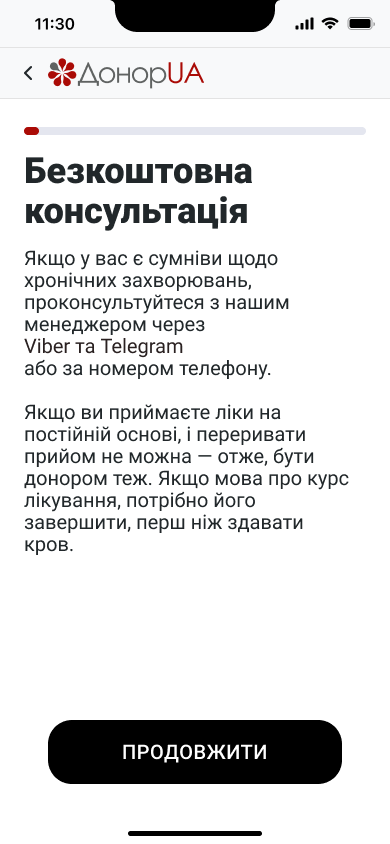 11:30
ДонорUA
Безкоштовна
консультація
Якщо у вас є сумніви щодо
хронічних захворювань,
проконсультуйтеся з нашим
менеджером через
Viber та Telegram
або за номером телефону.
Якщо ви приймаєте ліки на
постійній основі, і переривати
прийом не можна — отже, бути
донором теж. Якщо мова про курс
лікування, потрібно його
завершити, перш ніж здавати
кров.
ПРОДОВЖИТИ